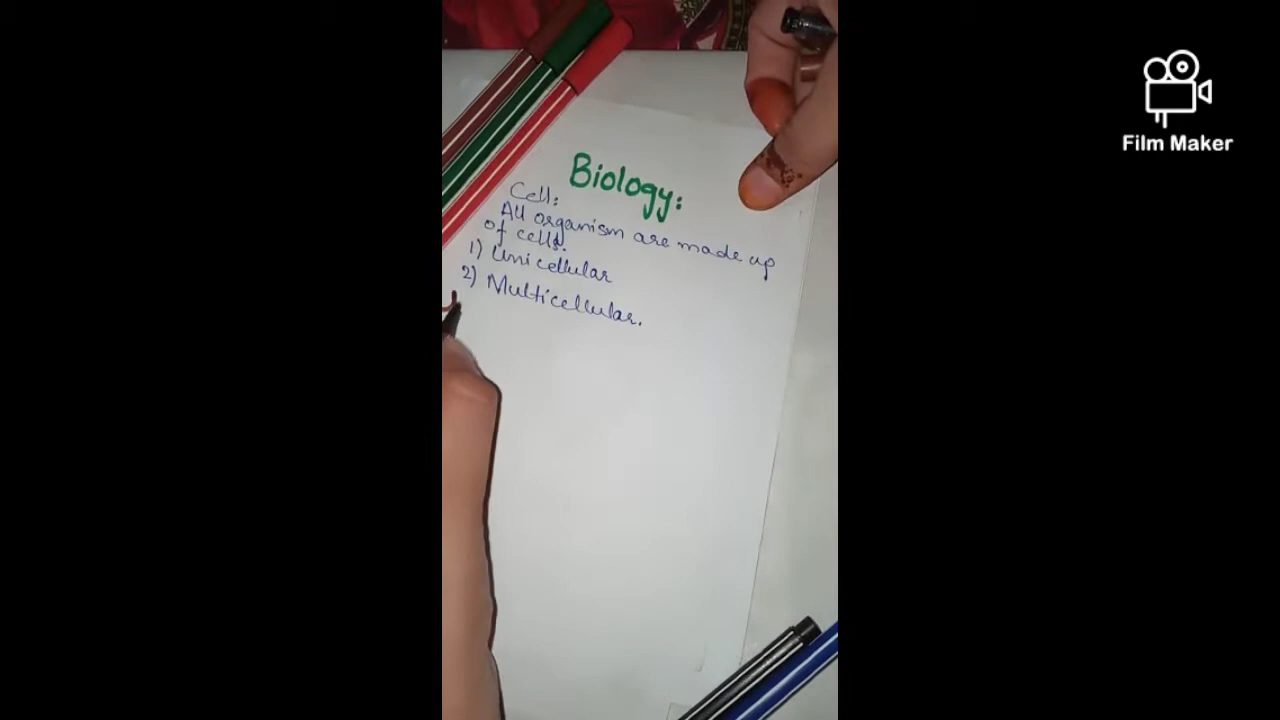 Biology:
Cell:
All organism are made up
of cells.
1) Unicellular
2) Multicellular.
Film Maker